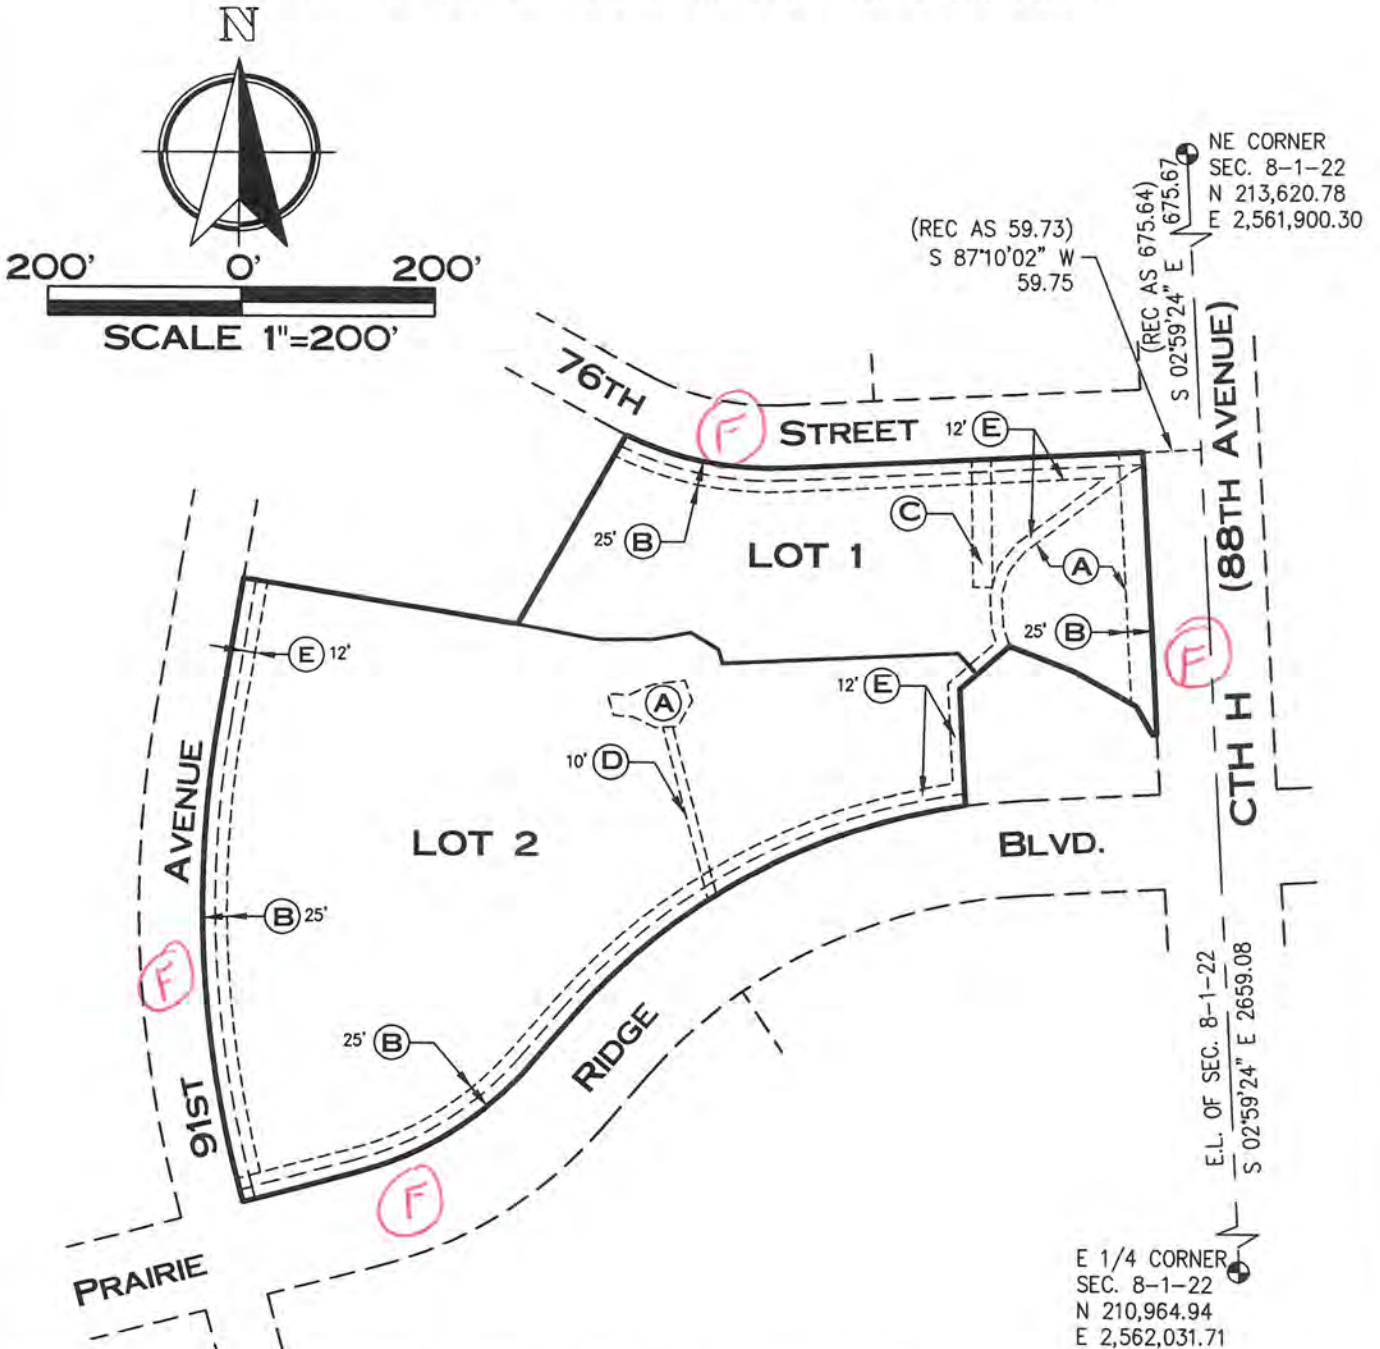 N
200' 0' 200'
SCALE 1"=200'
NE CORNER
SEC. 8-1-22
N 213,620.78
E 2,561,900.30
(REC AS 675.64)
S 02°59'24" E 675.67
(REC AS 59.73)
S 87°10'02" W
59.75
76TH STREET
F
12' E
C
25' B
LOT 1
A
25' B
F
CTH H (88TH AVENUE)
E 12'
12' E
A
10' D
LOT 2
91ST AVENUE
B 25'
F
25' B
F
PRAIRIE RIDGE BLVD.
E.L. OF SEC. 8-1-22
S 02°59'24" E 2659.08
E 1/4 CORNER
SEC. 8-1-22
N 210,964.94
E 2,562,031.71